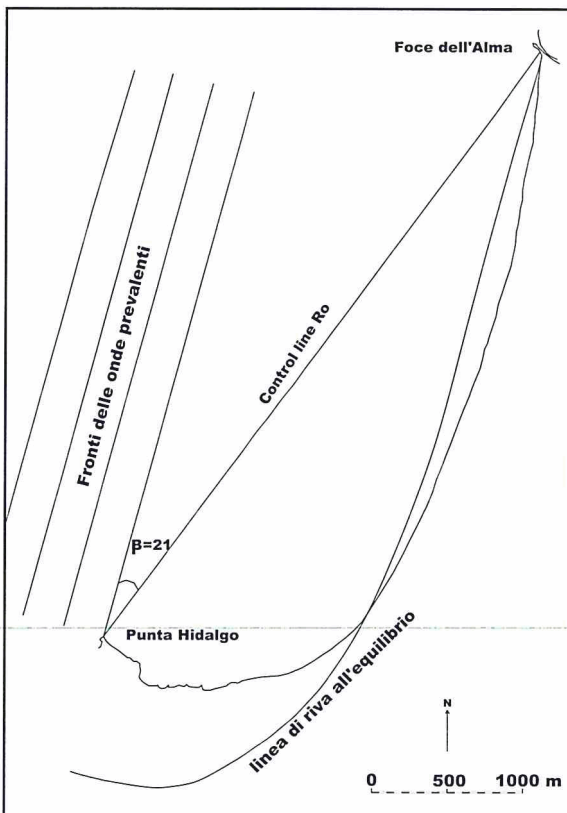 Foce dell'Alma
Fronti delle onde prevalenti
Control line Ro
β=21
Punta Hidalgo
linea di riva all'equilibrio
N
0 500 1000 m